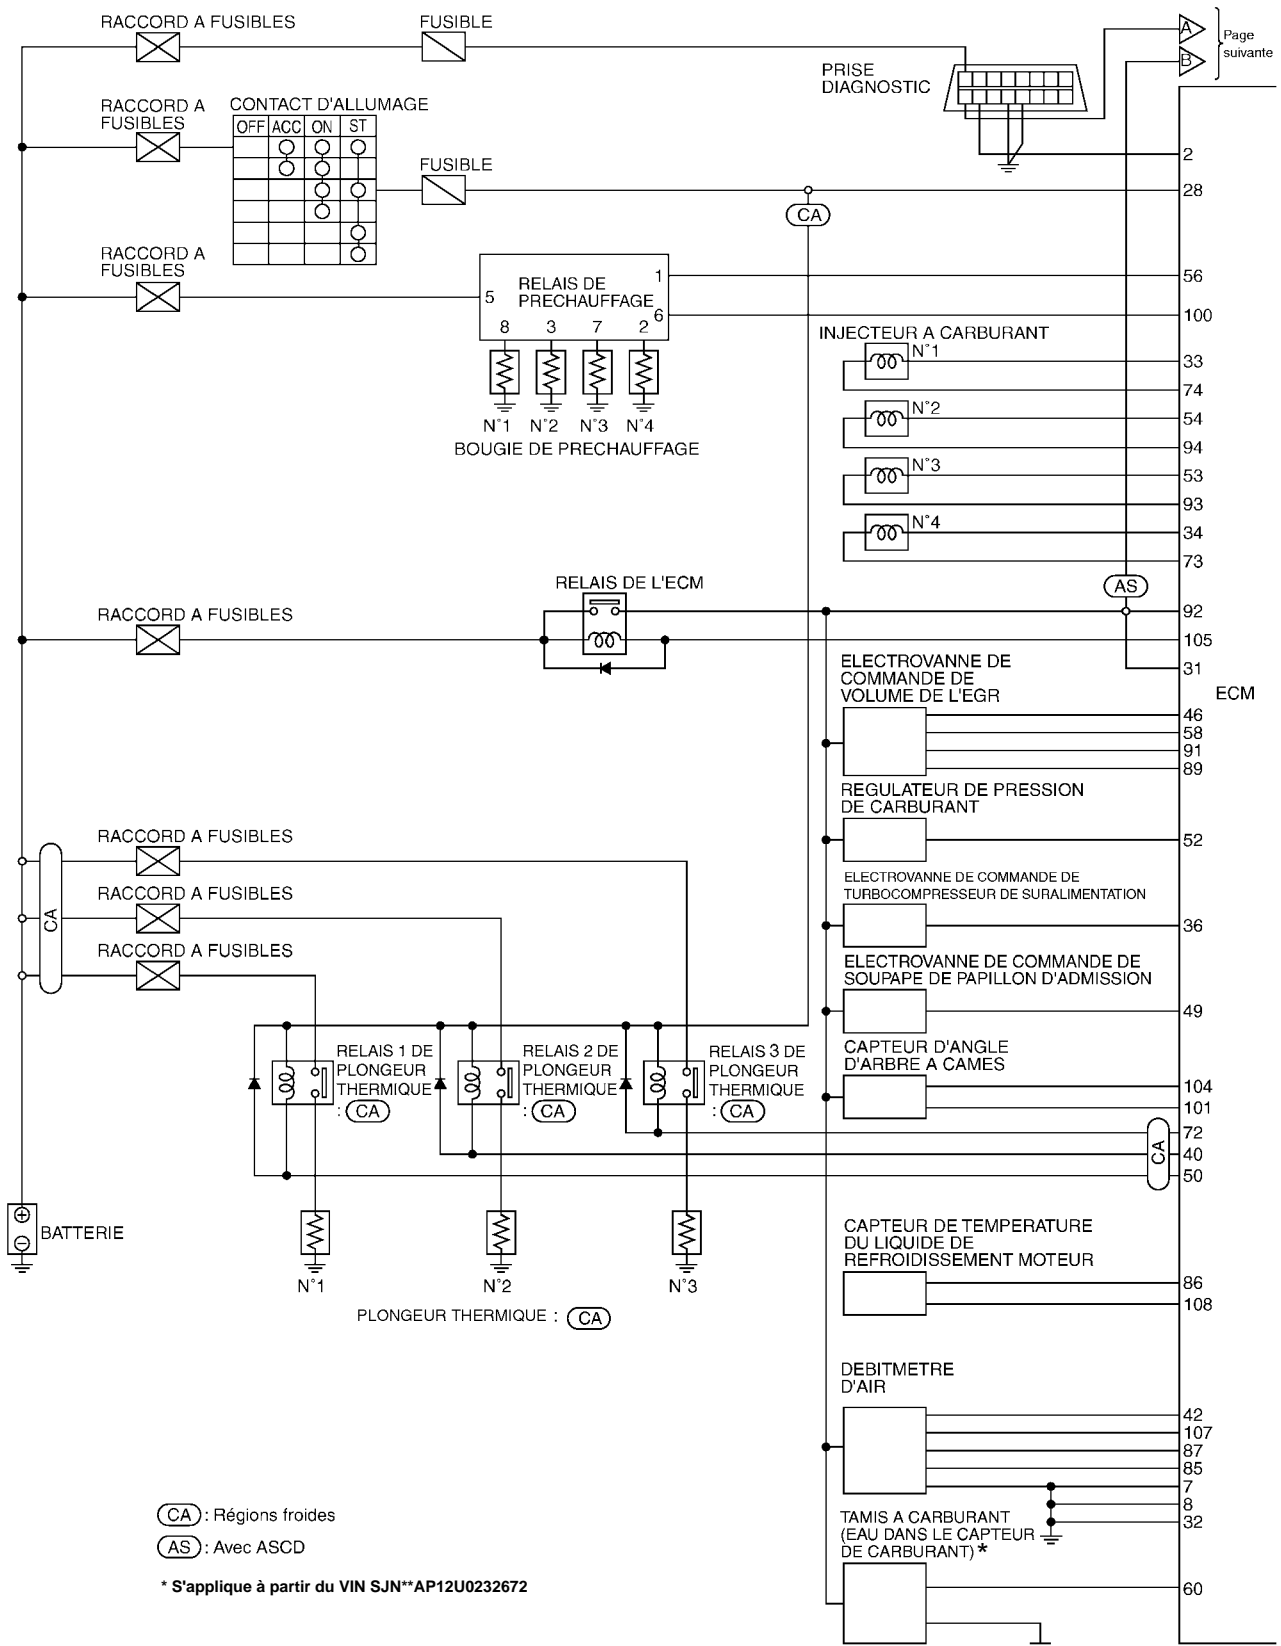 RACCORD A FUSIBLES
FUSIBLE
A
B
Page
suivante
PRISE
DIAGNOSTIC
RACCORD A
FUSIBLES
CONTACT D'ALLUMAGE
OFF ACC ON ST
FUSIBLE
2
28
CA
RACCORD A
FUSIBLES
RELAIS DE
PRECHAUFFAGE
5
1
6
8 3 7 2
56
100
N°1 N°2 N°3 N°4
BOUGIE DE PRECHAUFFAGE
INJECTEUR A CARBURANT
N°1
33
74
N°2
54
94
N°3
53
93
N°4
34
73
AS
RELAIS DE L'ECM
RACCORD A FUSIBLES
92
105
31
ECM
ELECTROVANNE DE
COMMANDE DE
VOLUME DE L'EGR
46
58
91
89
REGULATEUR DE PRESSION
DE CARBURANT
52
RACCORD A FUSIBLES
RACCORD A FUSIBLES
RACCORD A FUSIBLES
CA
ELECTROVANNE DE COMMANDE DE
TURBOCOMPRESSEUR DE SURALIMENTATION
36
ELECTROVANNE DE COMMANDE DE
SOUPAPE DE PAPILLON D'ADMISSION
49
RELAIS 1 DE
PLONGEUR
THERMIQUE
: CA
RELAIS 2 DE
PLONGEUR
THERMIQUE
: CA
RELAIS 3 DE
PLONGEUR
THERMIQUE
: CA
CAPTEUR D'ANGLE
D'ARBRE A CAMES
104
101
CA
72
40
50
+
−
BATTERIE
N°1
N°2
N°3
PLONGEUR THERMIQUE : CA
CAPTEUR DE TEMPERATURE
DU LIQUIDE DE
REFROIDISSEMENT MOTEUR
86
108
DEBITMETRE
D'AIR
42
107
87
85
7
8
32
TAMIS A CARBURANT
(EAU DANS LE CAPTEUR
DE CARBURANT)*
60
CA : Régions froides
AS : Avec ASCD
* S'applique à partir du VIN SJN**AP12U0232672